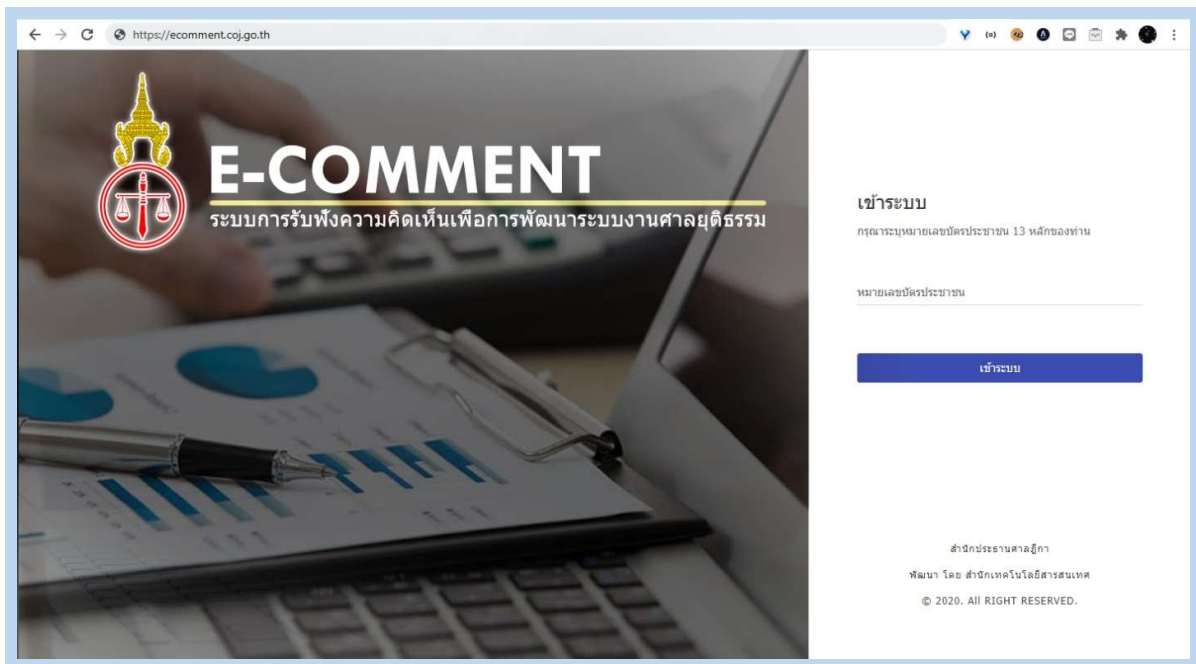 https://ecomment.coj.go.th
E-COMMENT
ระบบการรับฟังความคิดเห็นเพื่อการพัฒนาระบบงานศาลยุติธรรม
เข้าระบบ
กรุณาระบุหมายเลขบัตรประชาชน 13 หลักของท่าน
หมายเลขบัตรประชาชน
เข้าระบบ
สำนักประธานศาลฎีกา
พัฒนา โดย สำนักเทคโนโลยีสารสนเทศ
© 2020. All RIGHT RESERVED.